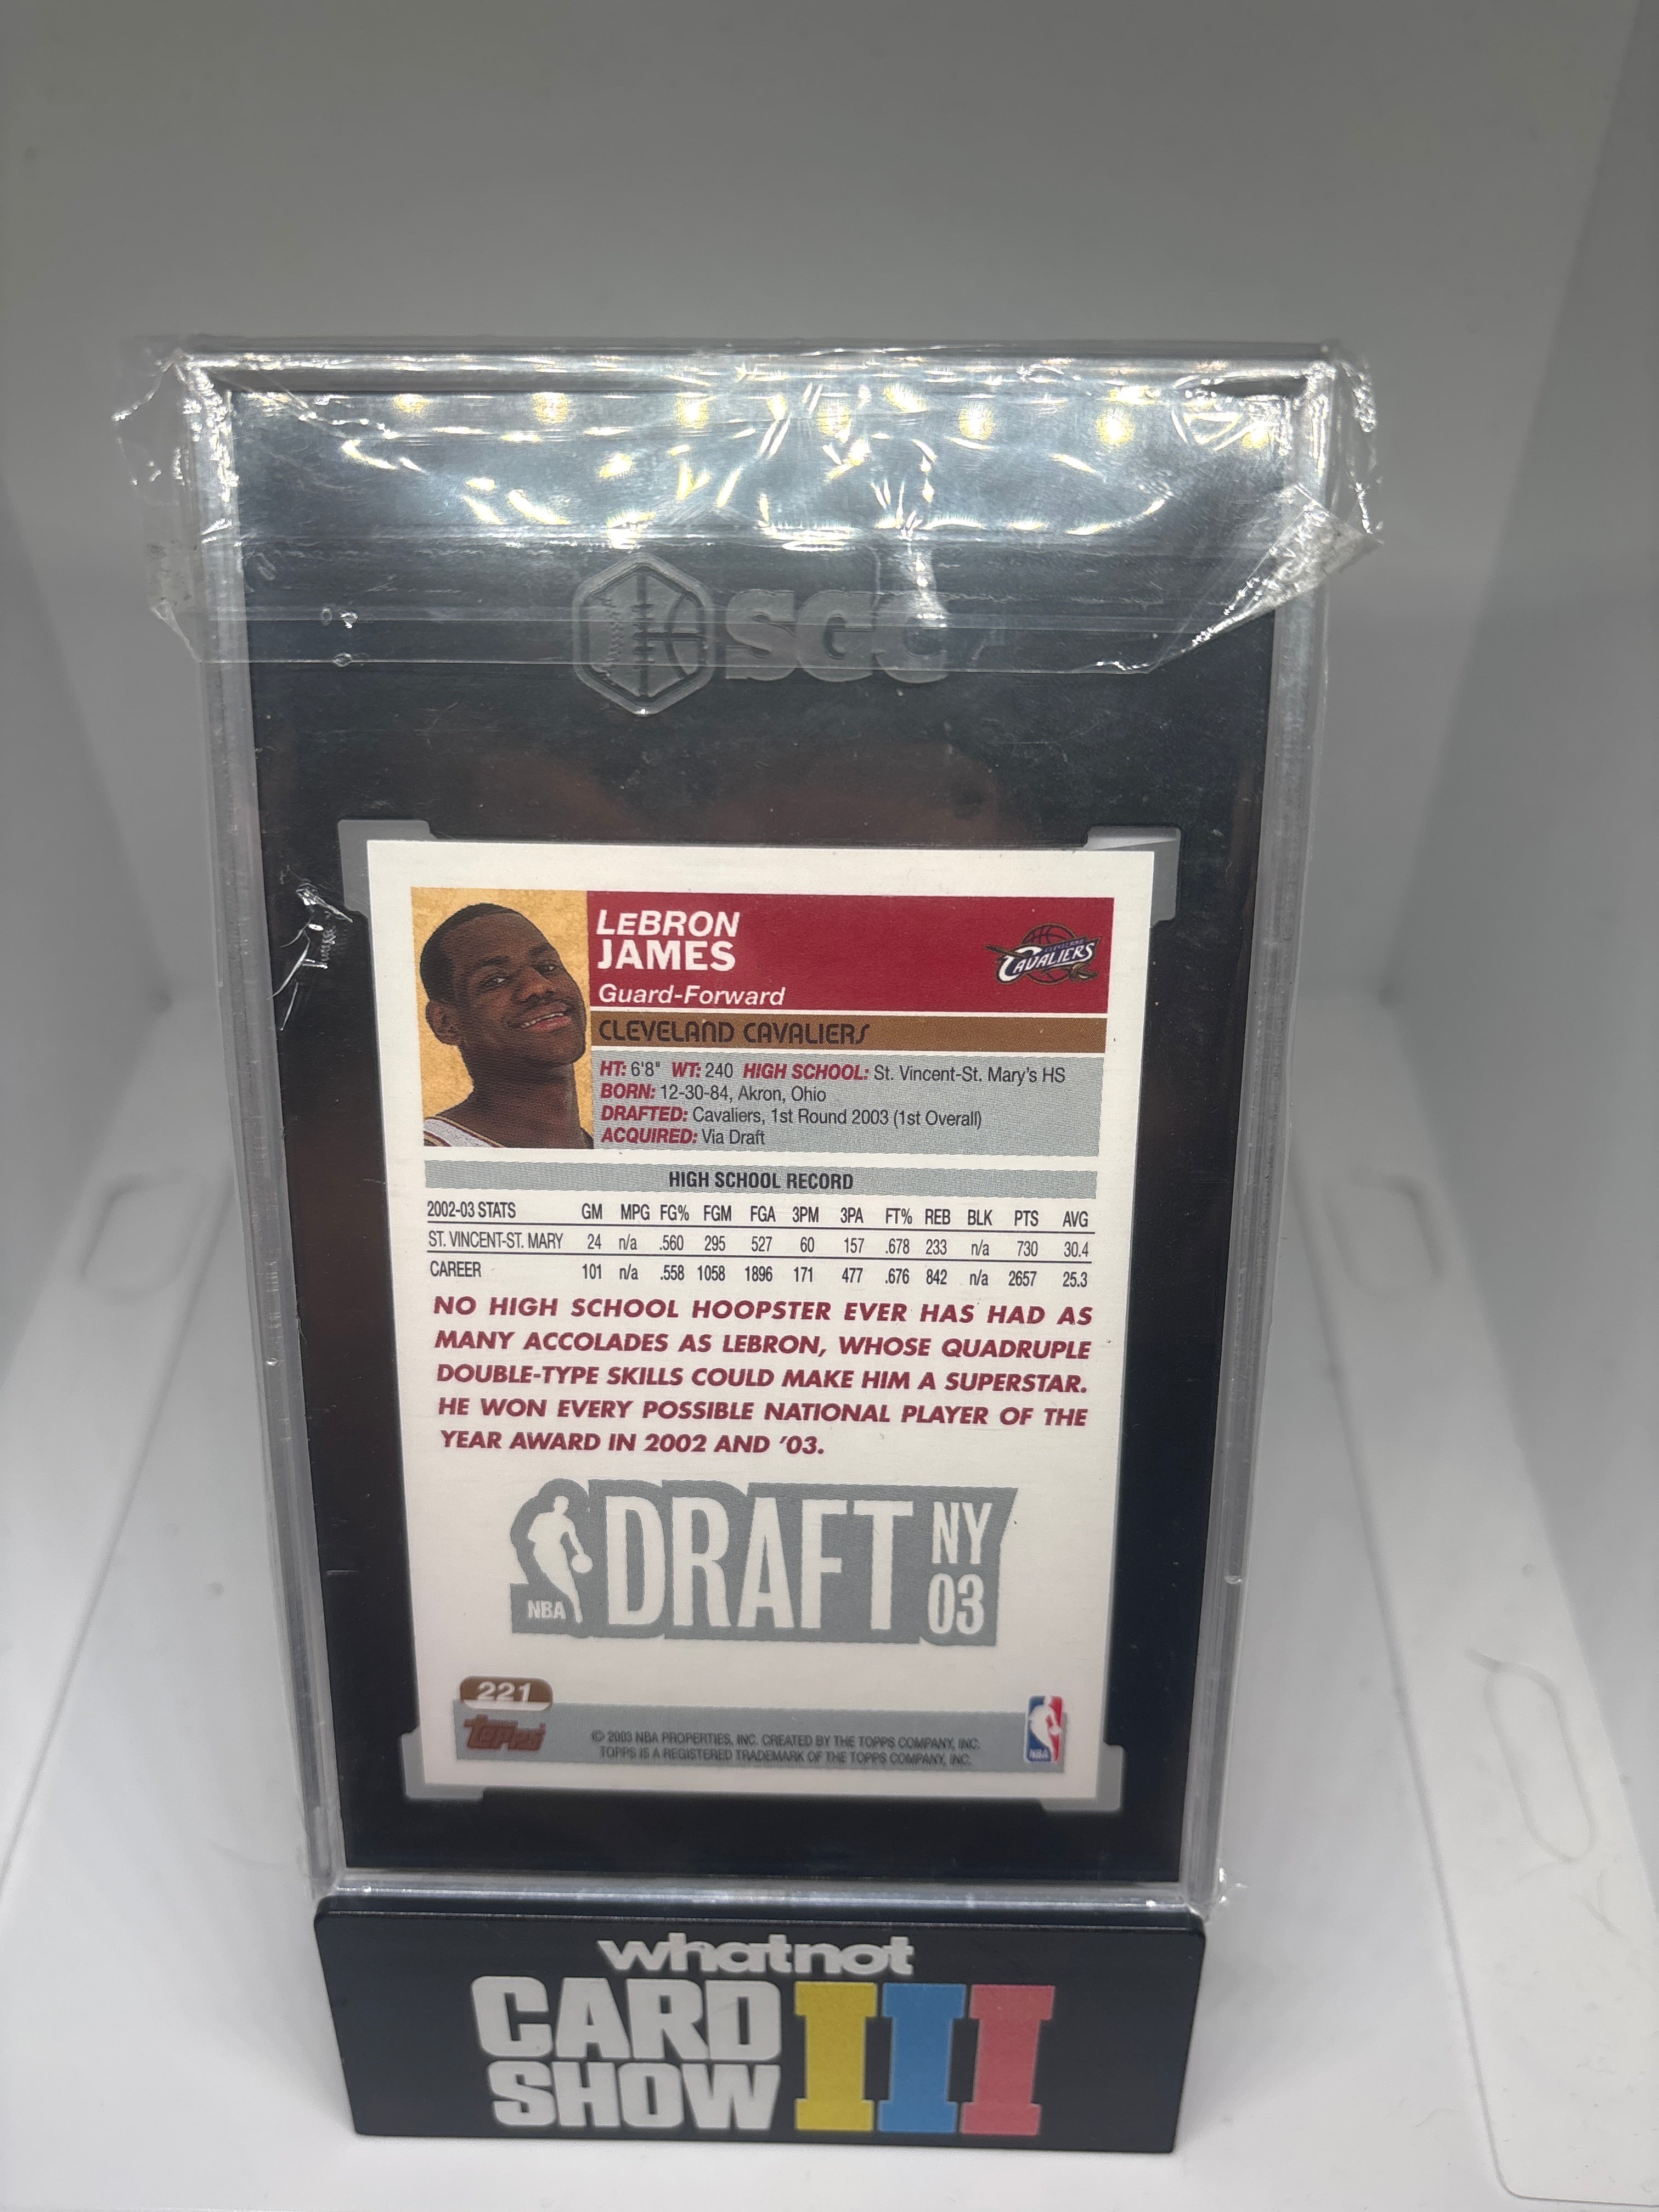 SGC
LEBRON
JAMES
Guard-Forward
CLEVELAND CAVALIERS
CLEVELAND
CAVALIERS
HT: 6'8" WT: 240 HIGH SCHOOL: St. Vincent-St. Mary's HS
BORN: 12-30-84, Akron, Ohio
DRAFTED: Cavaliers, 1st Round 2003 (1st Overall)
ACQUIRED: Via Draft
HIGH SCHOOL RECORD
2002-03 STATS GM MPG FG% FGM FGA 3PM 3PA FT% REB BLK PTS AVG
ST. VINCENT-ST. MARY 24 n/a .560 295 527 60 157 .678 233 n/a 730 30.4
CAREER 101 n/a .558 1058 1896 171 477 .676 842 n/a 2657 25.3
NO HIGH SCHOOL HOOPSTER EVER HAS HAD AS
MANY ACCOLADES AS LEBRON, WHOSE QUADRUPLE
DOUBLE-TYPE SKILLS COULD MAKE HIM A SUPERSTAR.
HE WON EVERY POSSIBLE NATIONAL PLAYER OF THE
YEAR AWARD IN 2002 AND '03.
NBA DRAFT NY
03
221
Topps
© 2003 NBA PROPERTIES, INC. CREATED BY THE TOPPS COMPANY, INC.
TOPPS IS A REGISTERED TRADEMARK OF THE TOPPS COMPANY, INC.
NBA
whatnot
CARD
SHOW III